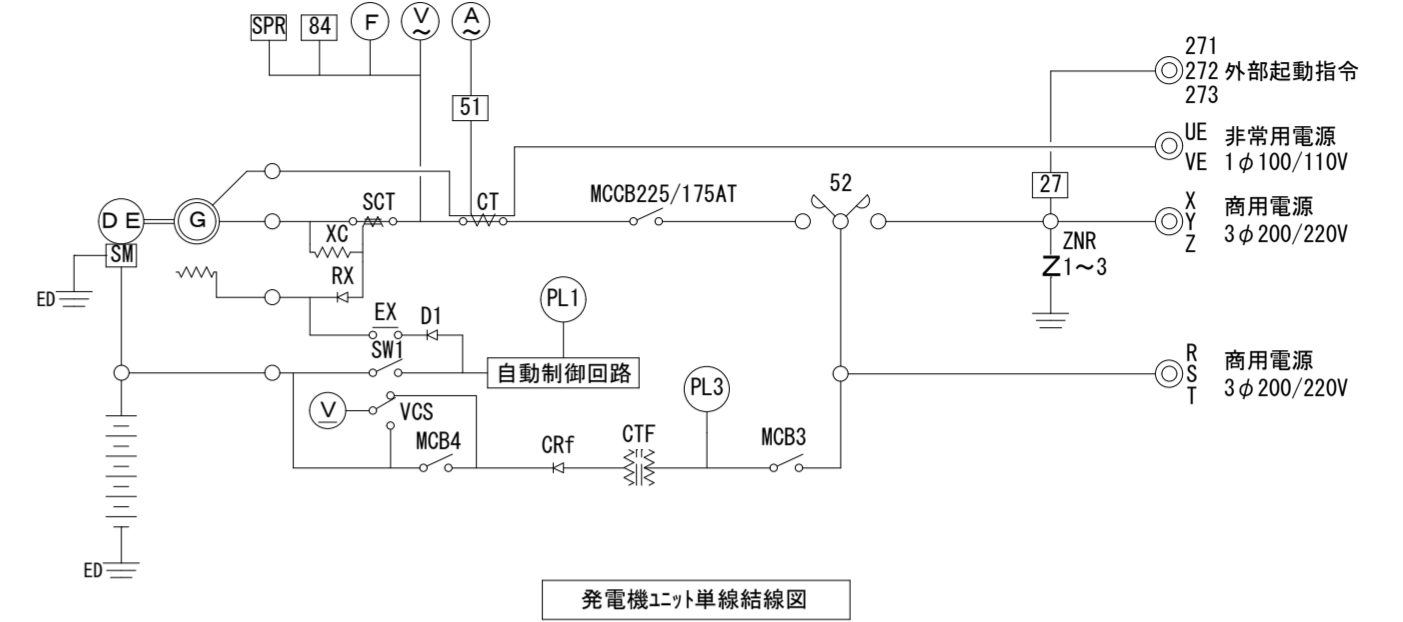 SPR
84
F
V
~
A
~
51
271
272 外部起動指令
273
UE 非常用電源
VE 1φ100/110V
27
X
Y
Z
商用電源
3φ200/220V
DE
G
SM
ED
SCT
XC
RX
CT
MCCB225/175AT
52
ZNR
Z1～3
EX
D1
SW1
PL1
自動制御回路
V
VCS
MCB4
CRf
CTF
PL3
MCB3
R
S
T
商用電源
3φ200/220V
ED
発電機ﾕﾆｯﾄ単線結線図